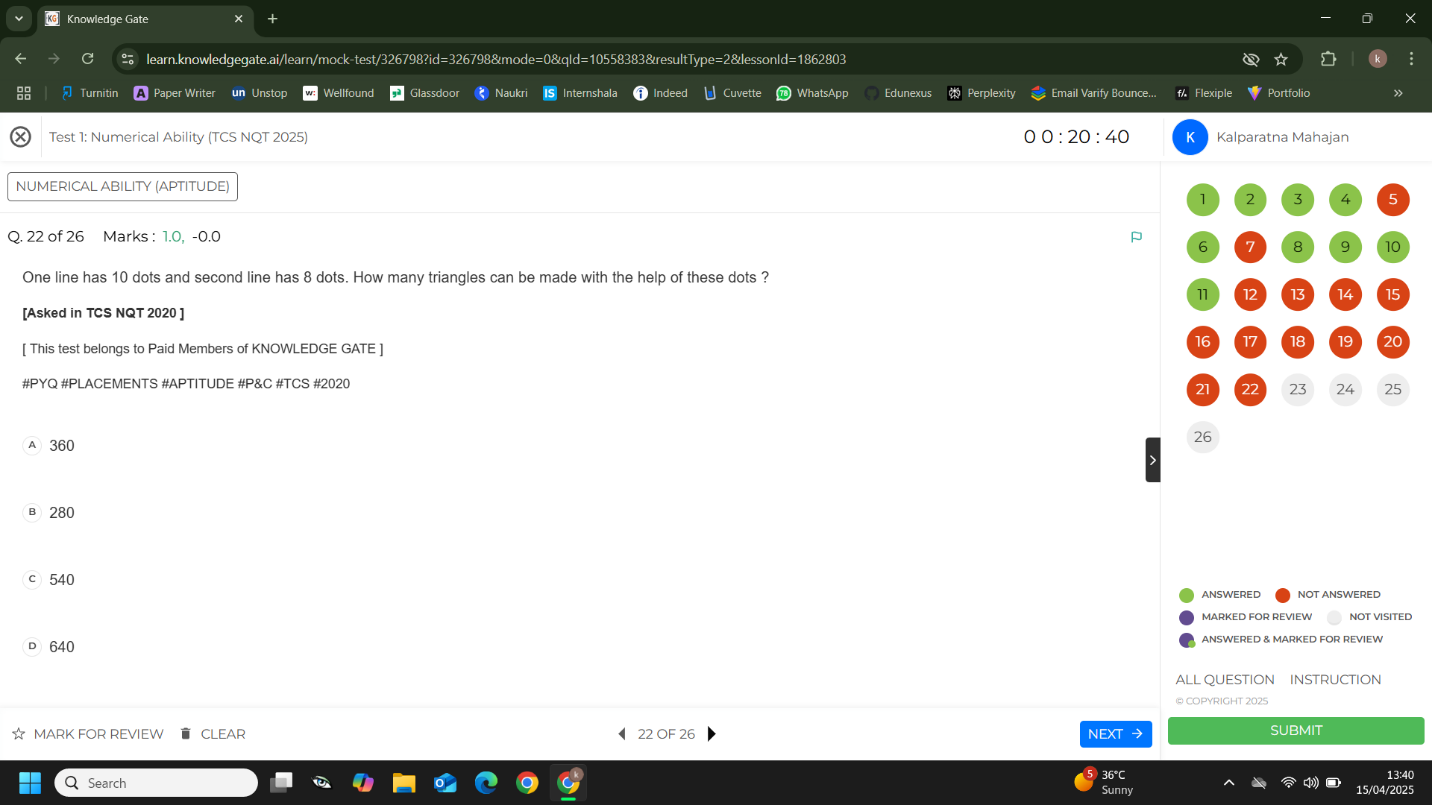 Knowledge Gate
learn.knowledgegate.ai/learn/mock-test/326798?id=326798&mode=0&qId=10558383&resultType=2&lessonId=1862803
k
Turnitin
A Paper Writer
un Unstop
w: Wellfound
Glassdoor
Naukri
IS Internshala
Indeed
Cuvette
78 WhatsApp
Edunexus
Perplexity
Email Varify Bounce...
Flexiple
Portfolio
Test 1: Numerical Ability (TCS NQT 2025)
0 0 : 20 : 40
K Kalparatna Mahajan
NUMERICAL ABILITY (APTITUDE)
Q. 22 of 26 Marks : 1.0, -0.0
One line has 10 dots and second line has 8 dots. How many triangles can be made with the help of these dots ?
[Asked in TCS NQT 2020 ]
[ This test belongs to Paid Members of KNOWLEDGE GATE ]
#PYQ #PLACEMENTS #APTITUDE #P&C #TCS #2020
A 360
B 280
C 540
D 640
1 2 3 4 5
6 7 8 9 10
11 12 13 14 15
16 17 18 19 20
21 22 23 24 25
26
ANSWERED NOT ANSWERED
MARKED FOR REVIEW NOT VISITED
ANSWERED & MARKED FOR REVIEW
ALL QUESTION INSTRUCTION
© COPYRIGHT 2025
SUBMIT
MARK FOR REVIEW CLEAR
22 OF 26
NEXT
Search
5 36°C
Sunny
13:40
15/04/2025